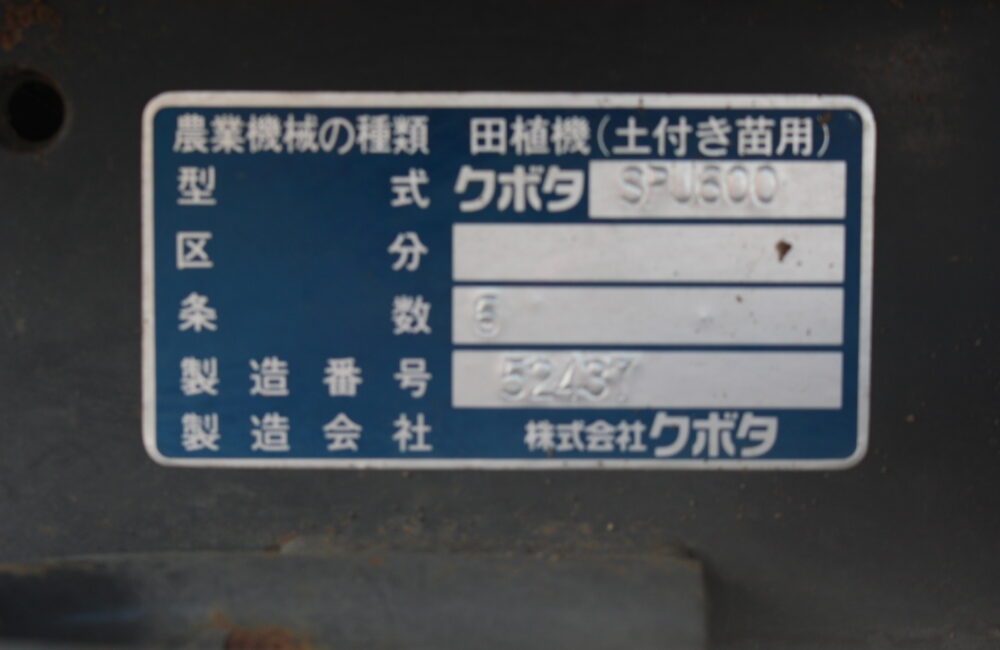 農業機械の種類 田植機(土付き苗用)
型式 クボタ SPU600
区分
条数 6
製造番号 52437
製造会社 株式会社クボタ